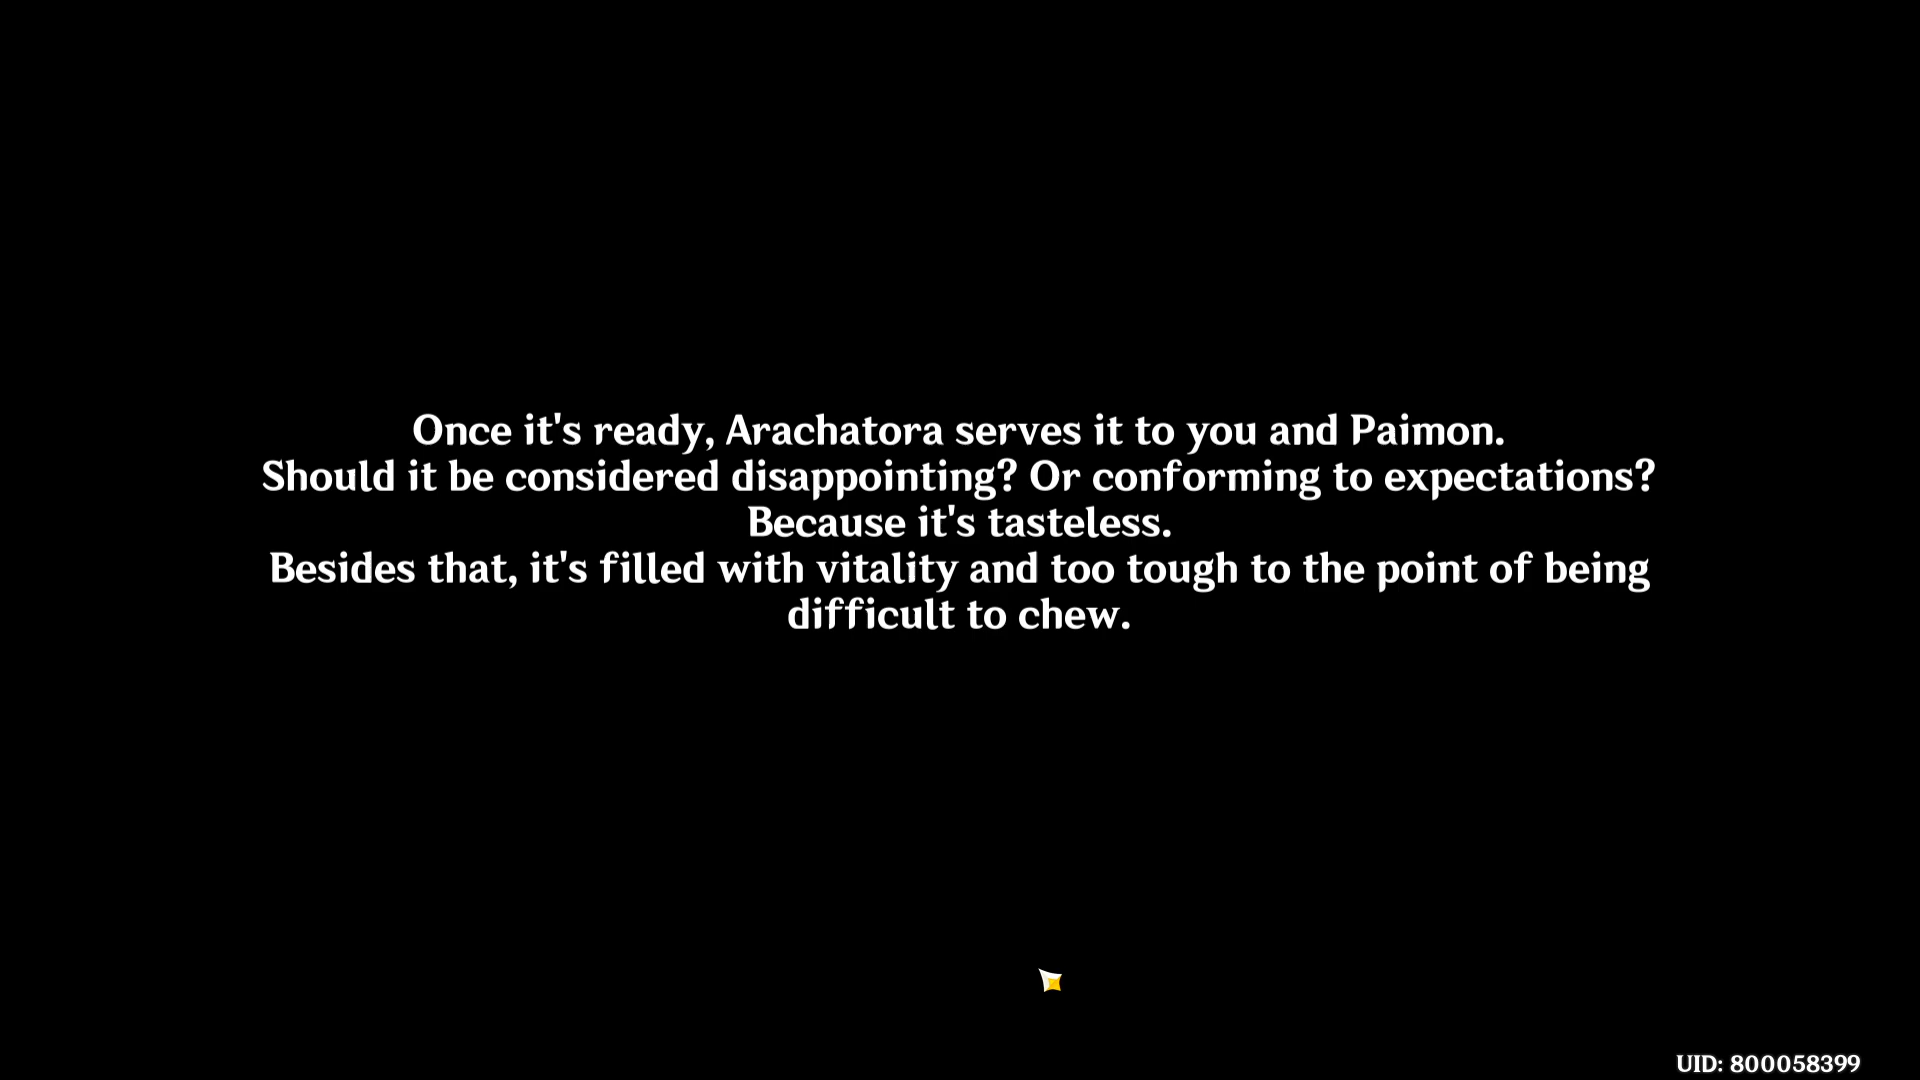 Once it's ready, Arachatora serves it to you and Paimon.
Should it be considered disappointing? Or conforming to expectations?
Because it's tasteless.
Besides that, it's filled with vitality and too tough to the point of being
difficult to chew.
UID: 800058399